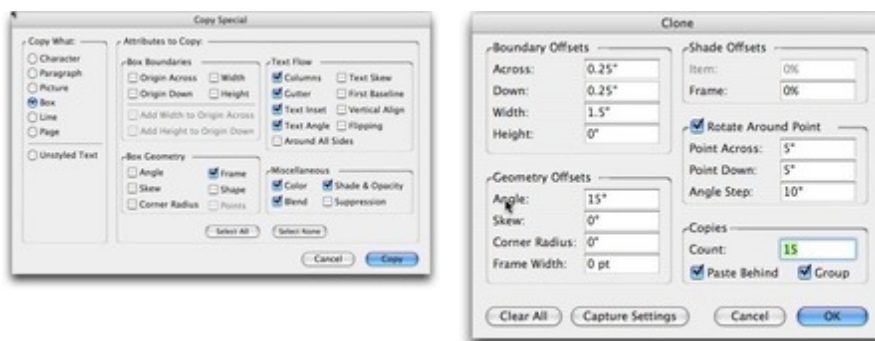 Copy Special
Copy What:
Character
Paragraph
Picture
Box
Line
Page
Unstyled Text
Attributes to Copy:
Box Boundaries
Origin Across
Width
Origin Down
Height
Add Width to Origin Across
Add Height to Origin Down
Box Geometry
Angle
Frame
Skew
Shape
Corner Radius
Points
Text Flow
Columns
Text Skew
Gutter
First Baseline
Text Inset
Vertical Align
Text Angle
Flipping
Around All Sides
Miscellaneous
Color
Shade & Opacity
Blend
Suppression
Select All
Select None
Cancel
Copy
Clone
Boundary Offsets
Across: 0.25"
Down: 0.25"
Width: 1.5"
Height: 0"
Geometry Offsets
Angle: 15°
Skew: 0°
Corner Radius: 0"
Frame Width: 0 pt
Shade Offsets
Item: 0%
Frame: 0%
Rotate Around Point
Point Across: 5"
Point Down: 5"
Angle Step: 10°
Copies
Count: 15
Paste Behind
Group
Clear All
Capture Settings
Cancel
OK